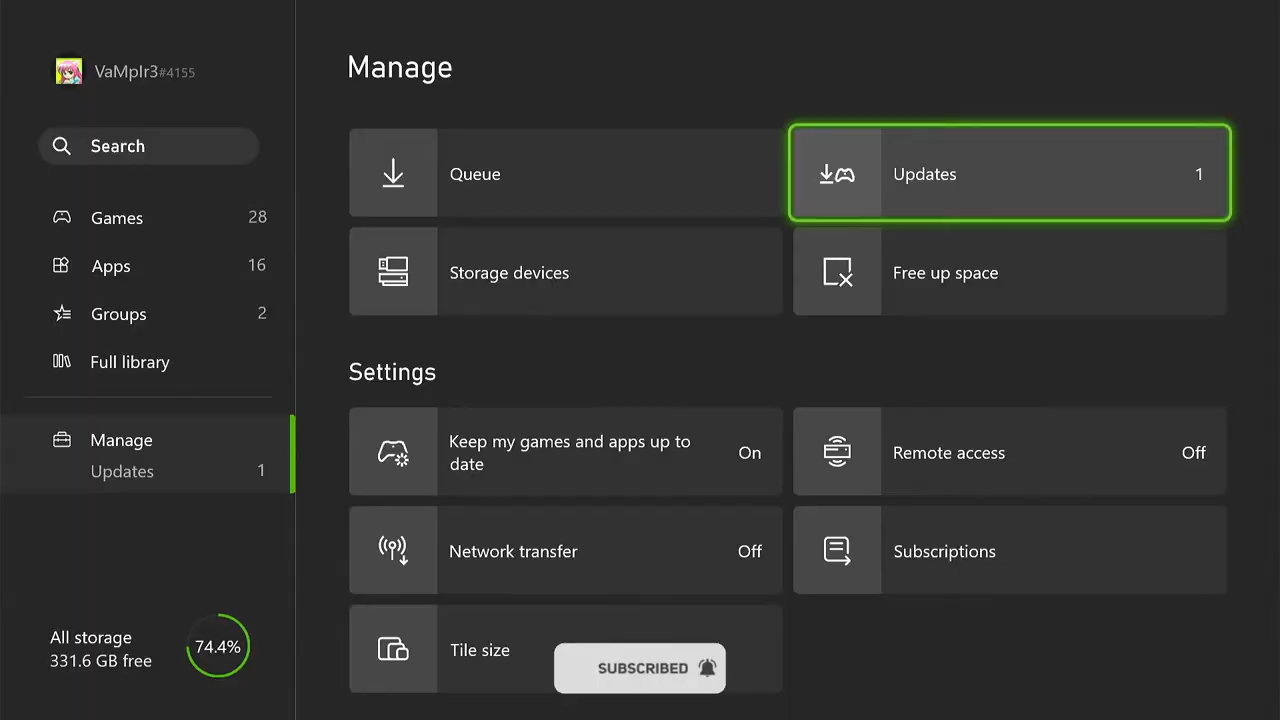 VaMpIr3#4155
Search
Games 28
Apps 16
Groups 2
Full library
Manage
Updates 1
All storage
331.6 GB free
74.4%
Manage
Queue
Updates 1
Storage devices
Free up space
Settings
Keep my games and apps up to
date
On
Remote access Off
Network transfer Off
Subscriptions
Tile size
SUBSCRIBED